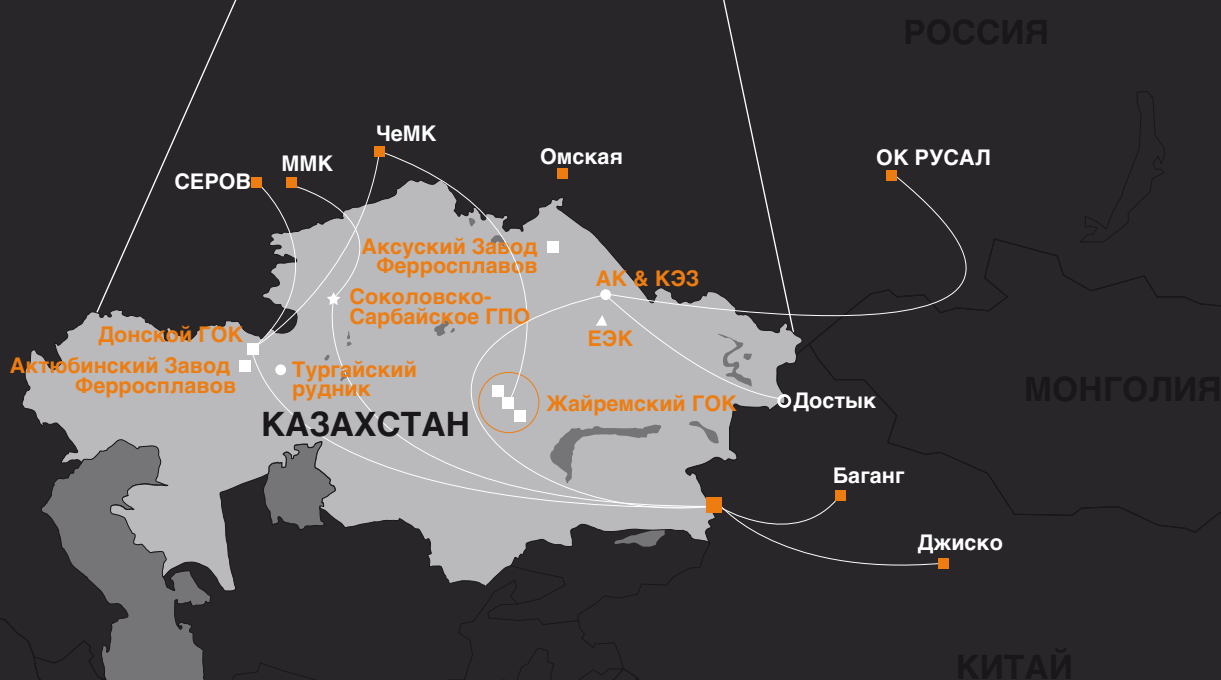 РОССИЯ
ЧеМК
ММК
СЕРОВ
Омская
ОК РУСАЛ
Аксуский Завод
Ферросплавов
АК & КЭЗ
Соколовско-
Сарбайское ГПО
ЕЭК
Донской ГОК
Актюбинский Завод
Ферросплавов
Тургайский
рудник
КАЗАХСТАН
Жайремский ГОК
Достык
МОНГОЛИЯ
Баганг
Джиско
КИТАЙ